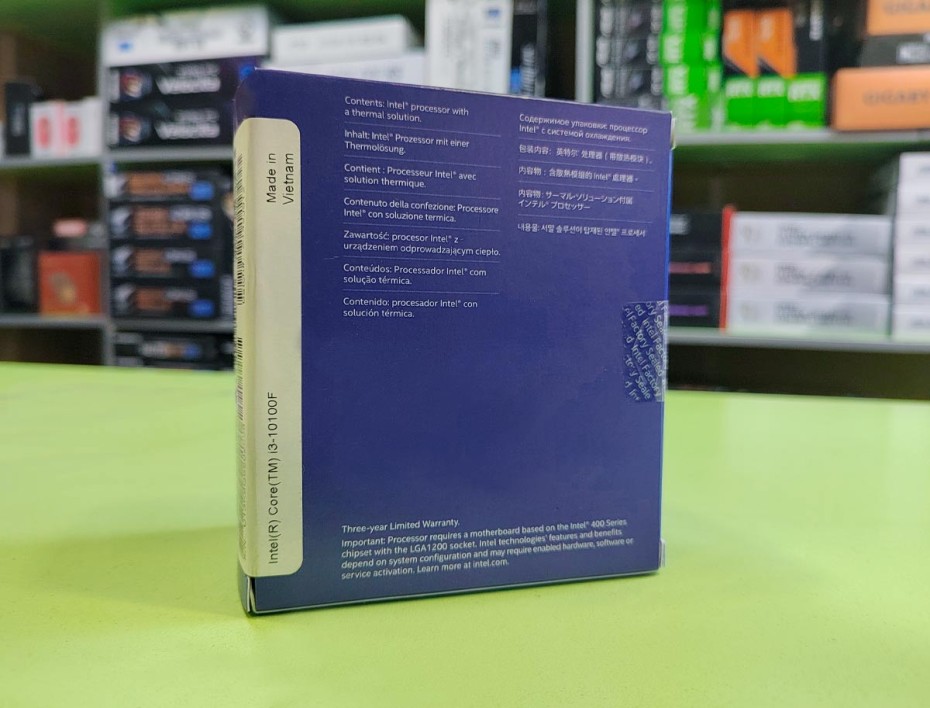 Made in
Vietnam
Intel(R) Core(TM) i3-10100F
Contents: Intel® processor with
a thermal solution.
Inhalt: Intel® Prozessor mit einer
Thermolösung.
Contient : Processeur Intel® avec
solution thermique.
Contenuto della confezione: Processore
Intel® con soluzione termica.
Zawartość: procesor Intel® z
urządzeniem odprowadzającym ciepło.
Conteúdos: Processador Intel® com
solução térmica.
Contenido: procesador Intel® con
solución térmica.
Содержимое упаковки: процессор
Intel® с системой охлаждения.
包装内容: 英特尔® 处理器 ( 带散热模块 ) 。
內容物: 含散熱模組的 Intel® 處理器。
内容物: サーマル・ソリューション付属
インテル® プロセッサー
내용물: 서멀 솔루션이 탑재된 인텔® 프로세서
Intel Factory Sealed
Three-year Limited Warranty.
Important: Processor requires a motherboard based on the Intel® 400 Series
chipset with the LGA1200 socket. Intel technologies' features and benefits
depend on system configuration and may require enabled hardware, software or
service activation. Learn more at intel.com.